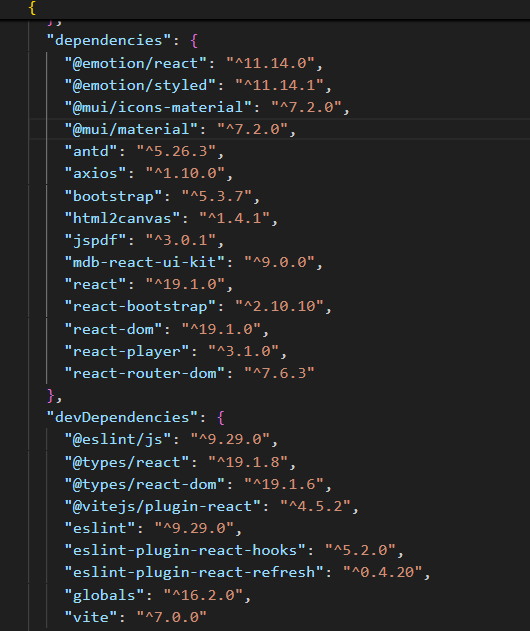 {
},
"dependencies": {
"@emotion/react": "^11.14.0",
"@emotion/styled": "^11.14.1",
"@mui/icons-material": "^7.2.0",
"@mui/material": "^7.2.0",
"antd": "^5.26.3",
"axios": "^1.10.0",
"bootstrap": "^5.3.7",
"html2canvas": "^1.4.1",
"jspdf": "^3.0.1",
"mdb-react-ui-kit": "^9.0.0",
"react": "^19.1.0",
"react-bootstrap": "^2.10.10",
"react-dom": "^19.1.0",
"react-player": "^3.1.0",
"react-router-dom": "^7.6.3"
},
"devDependencies": {
"@eslint/js": "^9.29.0",
"@types/react": "^19.1.8",
"@types/react-dom": "^19.1.6",
"@vitejs/plugin-react": "^4.5.2",
"eslint": "^9.29.0",
"eslint-plugin-react-hooks": "^5.2.0",
"eslint-plugin-react-refresh": "^0.4.20",
"globals": "^16.2.0",
"vite": "^7.0.0"